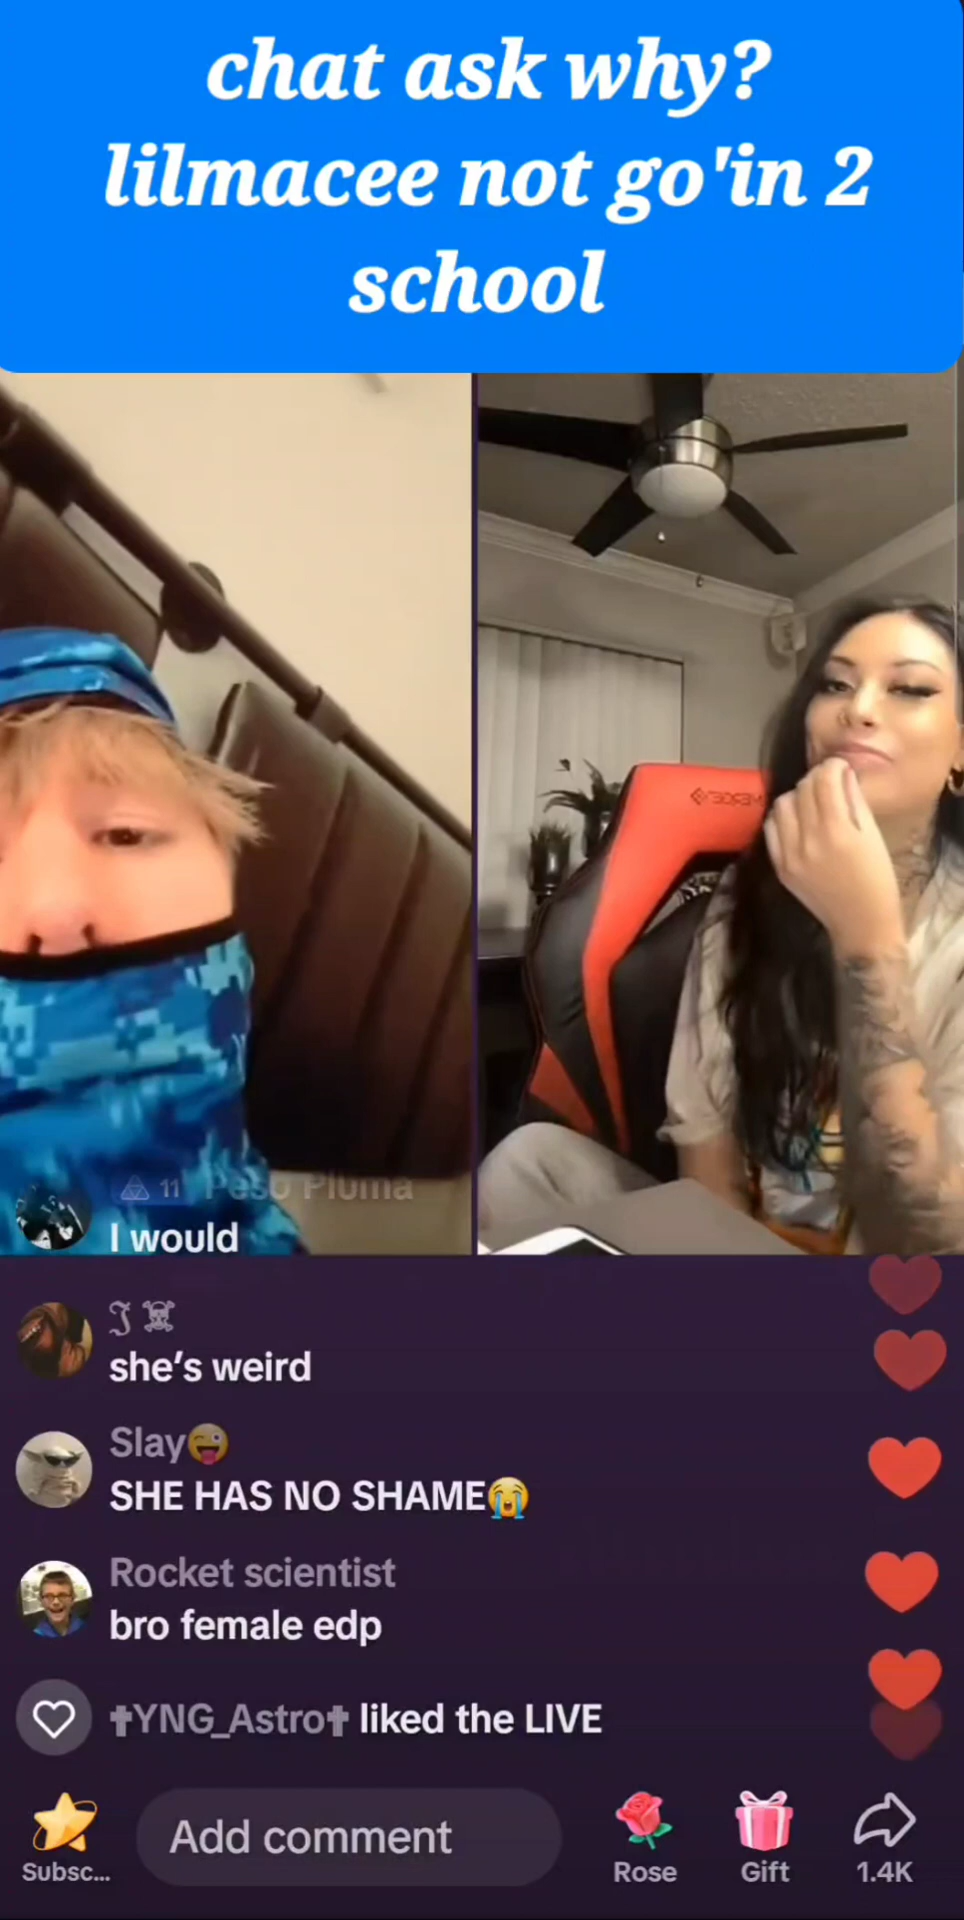 chat ask why?
lilmacee not go'in 2
school
11 Peso Pluma
I would
ℑ ☠
she's weird
Slay😜
SHE HAS NO SHAME😭
Rocket scientist
bro female edp
✝YNG_Astro✝ liked the LIVE
Add comment
Subsc...
Rose
Gift
1.4K